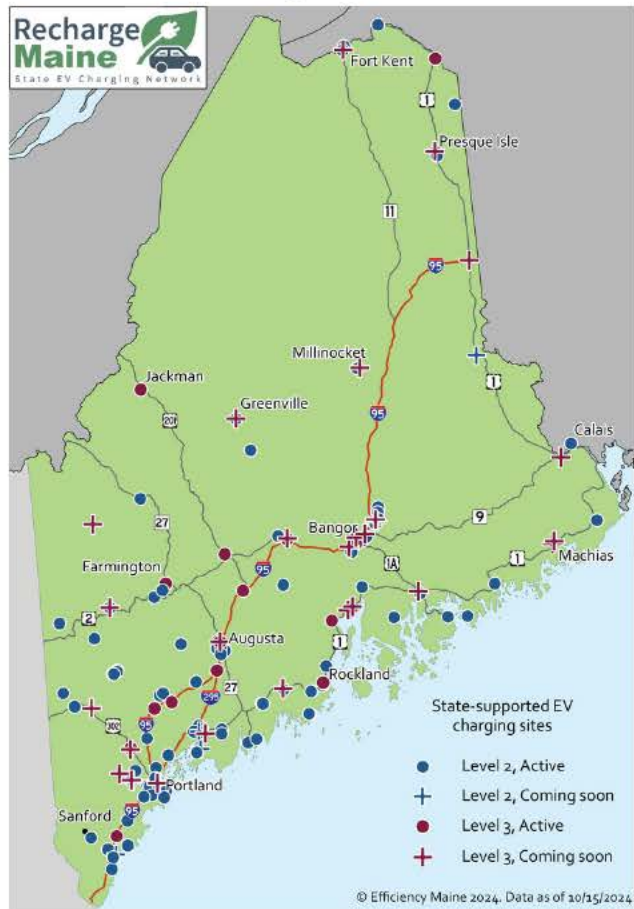 Recharge
Maine
State EV Charging Network
Fort Kent
1
Presque Isle
11
95
Millinocket
Jackman
Greenville
1
201
95
Calais
27
9
Bangor
Farmington
95
1A
1
Machias
2
Augusta
1
27
Rockland
295
302
95
Portland
Sanford
95
State-supported EV
charging sites
Level 2, Active
Level 2, Coming soon
Level 3, Active
Level 3, Coming soon
© Efficiency Maine 2024. Data as of 10/15/2024